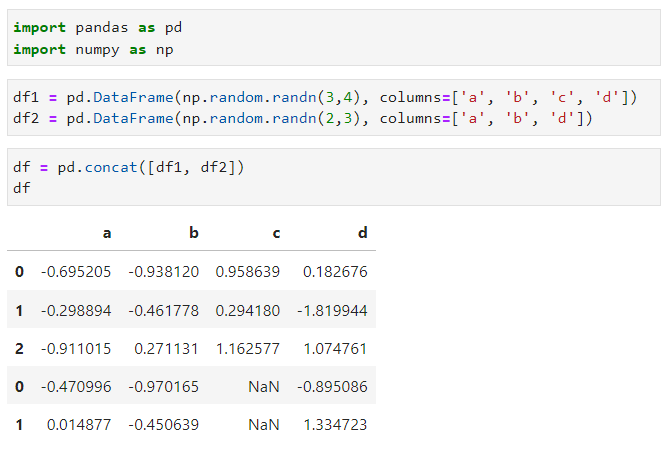 import pandas as pd
import numpy as np
df1 = pd.DataFrame(np.random.randn(3,4), columns=['a', 'b', 'c', 'd'])
df2 = pd.DataFrame(np.random.randn(2,3), columns=['a', 'b', 'd'])
df = pd.concat([df1, df2])
df
a b c d
0 -0.695205 -0.938120 0.958639 0.182676
1 -0.298894 -0.461778 0.294180 -1.819944
2 -0.911015 0.271131 1.162577 1.074761
0 -0.470996 -0.970165 NaN -0.895086
1 0.014877 -0.450639 NaN 1.334723